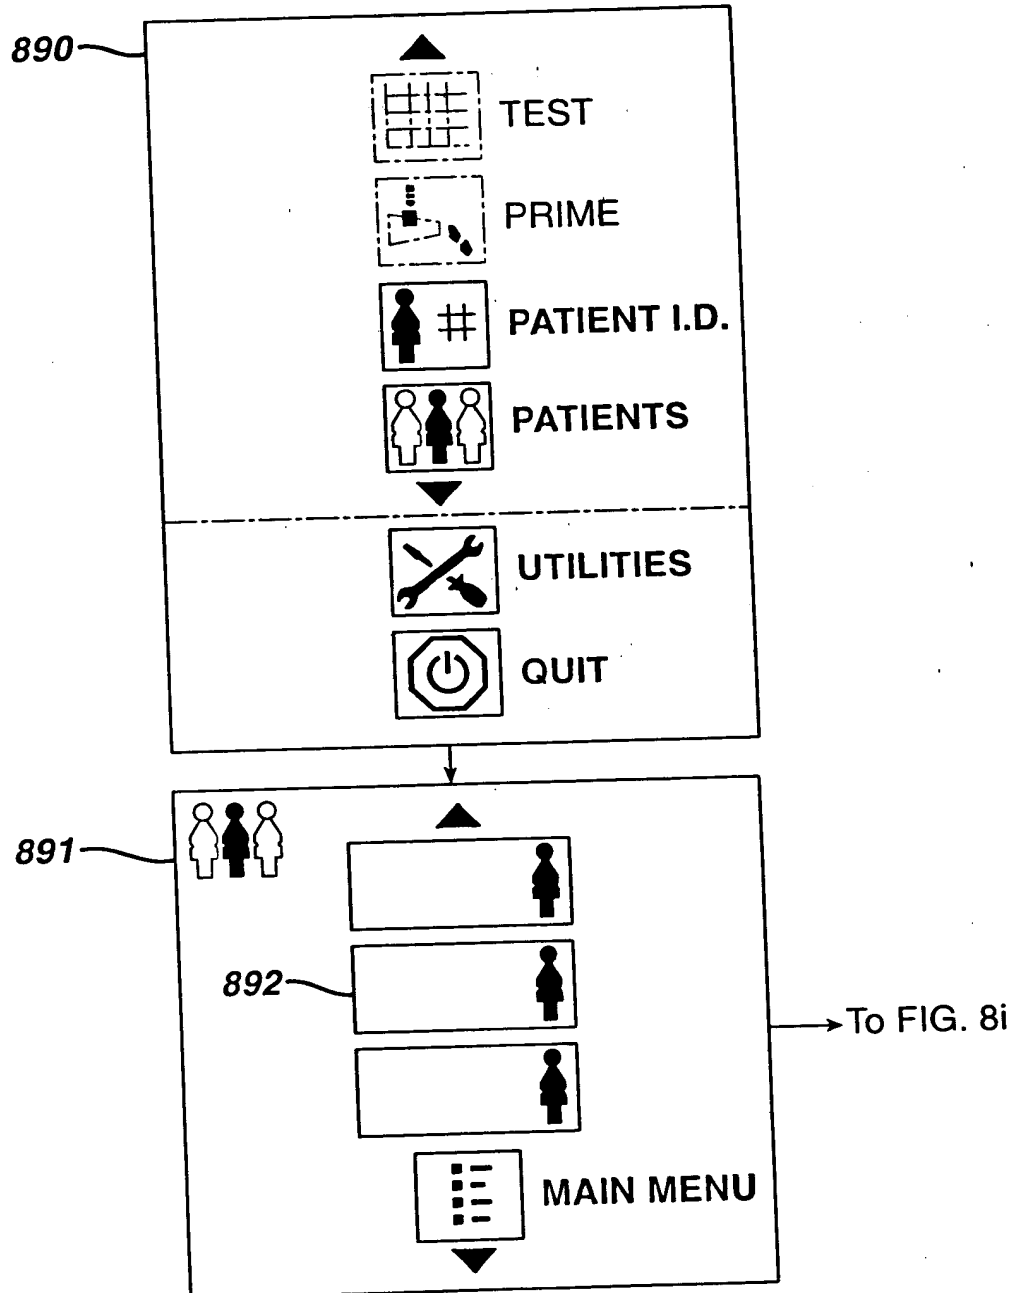 890
TEST
PRIME
PATIENT I.D.
PATIENTS
UTILITIES
QUIT
891
892
To FIG. 8i
MAIN MENU